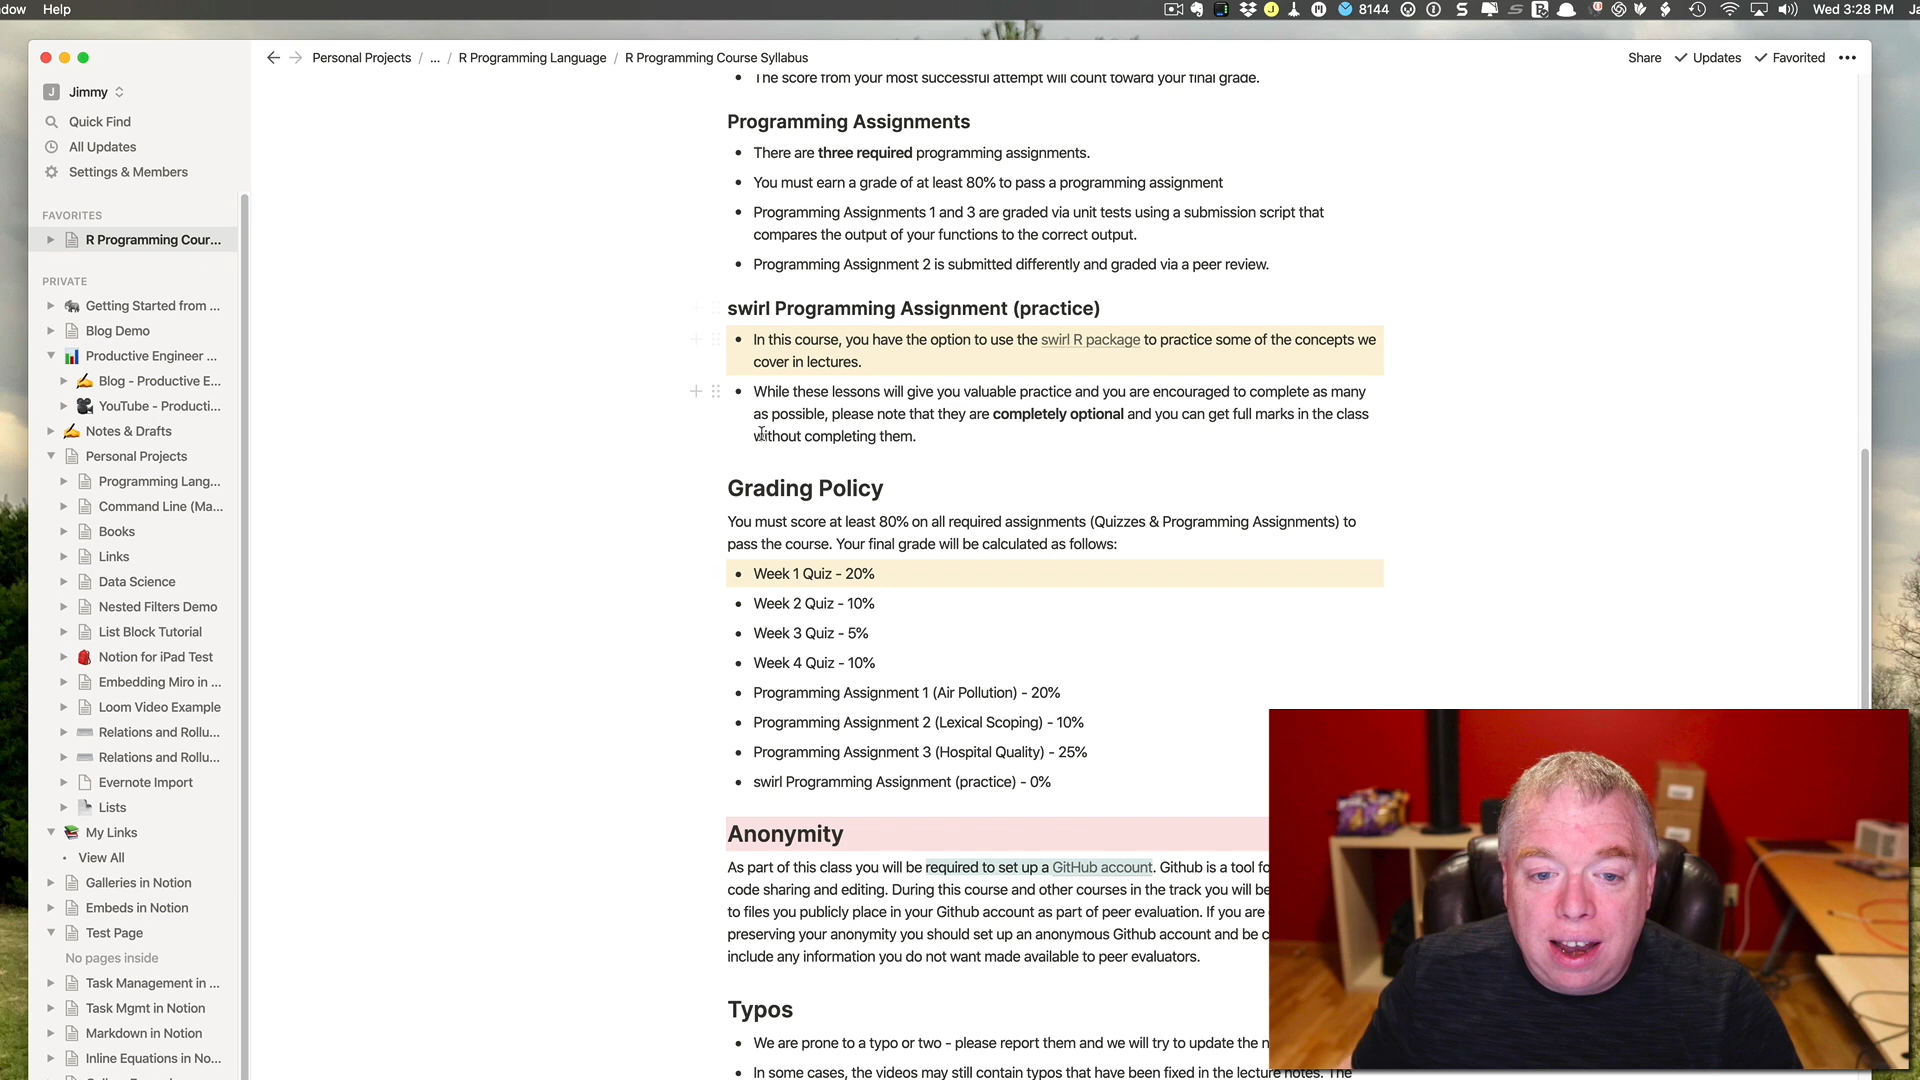 dow Help
8144
Wed 3:28 PM Ja
Personal Projects / ... / R Programming Language / R Programming Course Syllabus
Share Updates Favorited •••
J Jimmy
Quick Find
All Updates
Settings & Members
FAVORITES
R Programming Cour...
PRIVATE
Getting Started from ...
Blog Demo
Productive Engineer ...
Blog - Productive E...
YouTube - Producti...
Notes & Drafts
Personal Projects
Programming Lang...
Command Line (Ma...
Books
Links
Data Science
Nested Filters Demo
List Block Tutorial
Notion for iPad Test
Embedding Miro in ...
Loom Video Example
Relations and Rollu...
Relations and Rollu...
Evernote Import
Lists
My Links
View All
Galleries in Notion
Embeds in Notion
Test Page
No pages inside
Task Management in ...
Task Mgmt in Notion
Markdown in Notion
Inline Equations in No...
• The score from your most successful attempt will count toward your final grade.
Programming Assignments
• There are three required programming assignments.
• You must earn a grade of at least 80% to pass a programming assignment
• Programming Assignments 1 and 3 are graded via unit tests using a submission script that
compares the output of your functions to the correct output.
• Programming Assignment 2 is submitted differently and graded via a peer review.
swirl Programming Assignment (practice)
• In this course, you have the option to use the swirl R package to practice some of the concepts we
cover in lectures.
• While these lessons will give you valuable practice and you are encouraged to complete as many
as possible, please note that they are completely optional and you can get full marks in the class
without completing them.
Grading Policy
You must score at least 80% on all required assignments (Quizzes & Programming Assignments) to
pass the course. Your final grade will be calculated as follows:
• Week 1 Quiz - 20%
• Week 2 Quiz - 10%
• Week 3 Quiz - 5%
• Week 4 Quiz - 10%
• Programming Assignment 1 (Air Pollution) - 20%
• Programming Assignment 2 (Lexical Scoping) - 10%
• Programming Assignment 3 (Hospital Quality) - 25%
• swirl Programming Assignment (practice) - 0%
Anonymity
As part of this class you will be required to set up a GitHub account. Github is a tool fo
code sharing and editing. During this course and other courses in the track you will be
to files you publicly place in your Github account as part of peer evaluation. If you are
preserving your anonymity you should set up an anonymous Github account and be c
include any information you do not want made available to peer evaluators.
Typos
• We are prone to a typo or two - please report them and we will try to update the n
• In some cases, the videos may still contain typos that have been fixed in the lecture notes. The